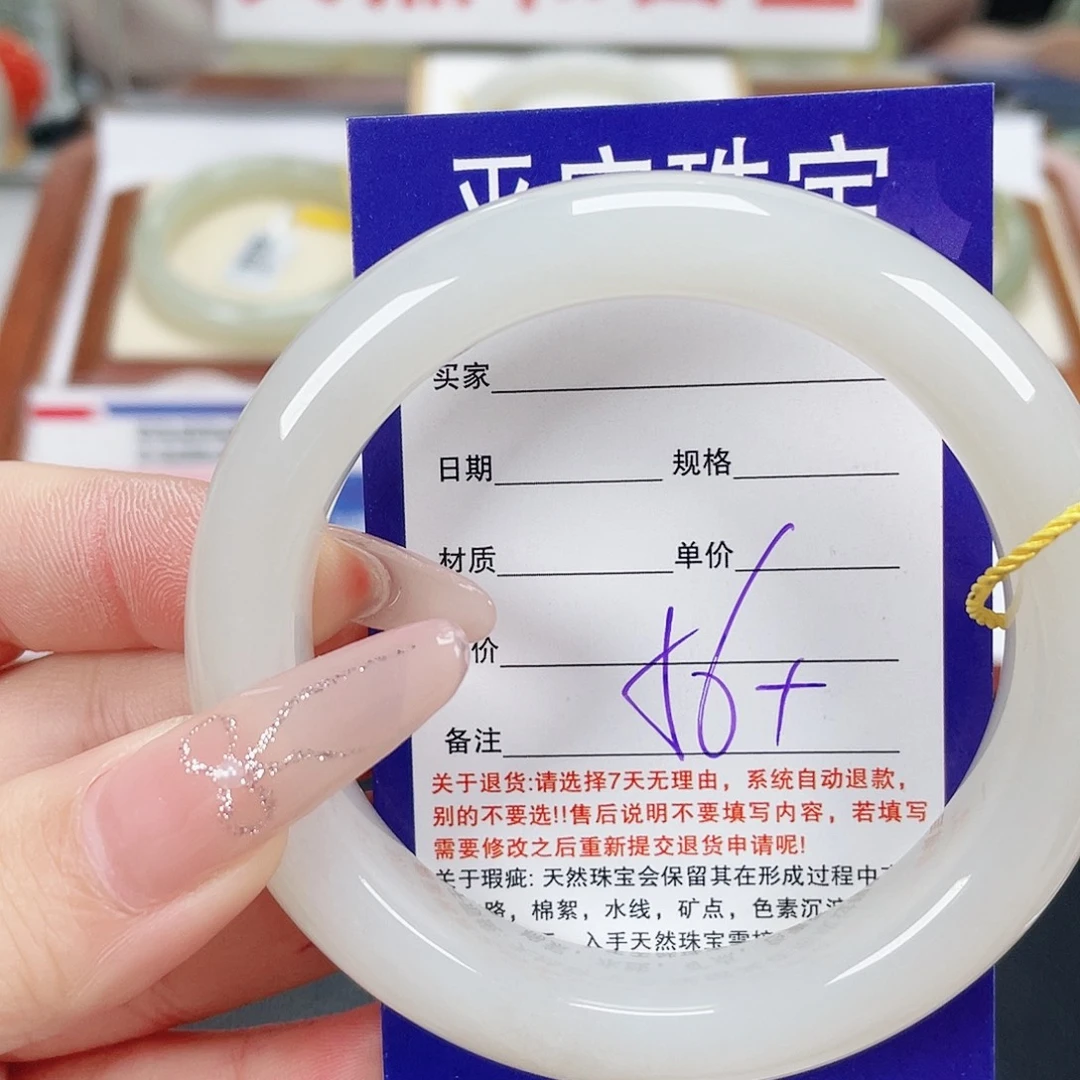 珠宝
买家
日期 规格
材质 单价
价
56+
备注
关于退货:请选择7天无理由，系统自动退款，
别的不要选!!售后说明不要填写内容，若填写
需要修改之后重新提交退货申请呢!
关于瑕疵: 天然珠宝会保留其在形成过程中
路，棉絮，水线，矿点，色素沉
入手天然珠宝需